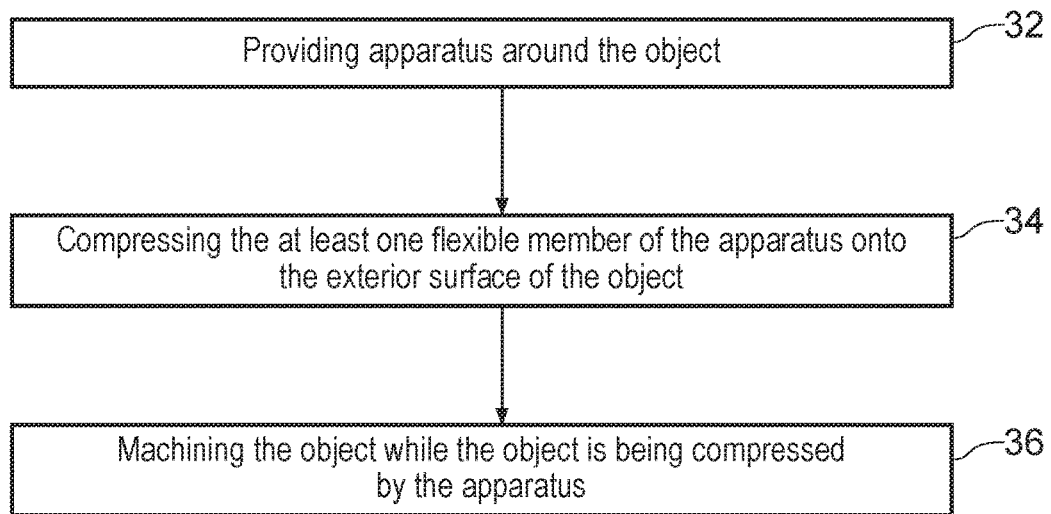 Providing apparatus around the object
32
Compressing the at least one flexible member of the apparatus onto
the exterior surface of the object
34
Machining the object while the object is being compressed
by the apparatus
36